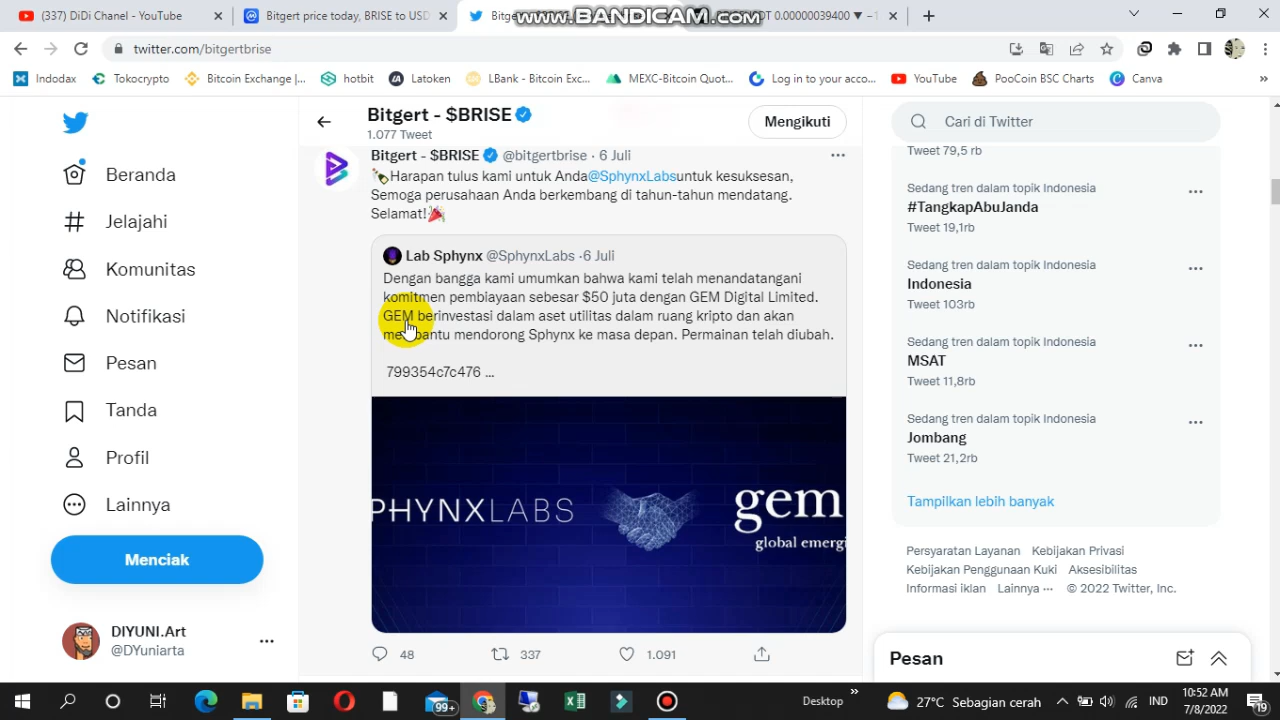 (337) DiDi Chanel - YouTube
Bitgert price today, BRISE to USD
www.BANDICAM.com
0.00000039400 ▼
twitter.com/bitgertbrise
Indodax
Tokocrypto
Bitcoin Exchange |...
hotbit
Latoken
LBank - Bitcoin Exc...
MEXC-Bitcoin Quot...
Log in to your acco...
YouTube
PooCoin BSC Charts
Canva
Beranda
Jelajahi
Komunitas
Notifikasi
Pesan
Tanda
Profil
Lainnya
Menciak
DIYUNI.Art
@DYuniarta
Bitgert - $BRISE
1.077 Tweet
Mengikuti
Bitgert - $BRISE @bitgertbrise · 6 Juli
Harapan tulus kami untuk Anda@SphynxLabsuntuk kesuksesan,
Semoga perusahaan Anda berkembang di tahun-tahun mendatang.
Selamat!
Lab Sphynx @SphynxLabs ·6 Juli
Dengan bangga kami umumkan bahwa kami telah menandatangani
komitmen pembiayaan sebesar $50 juta dengan GEM Digital Limited.
GEM berinvestasi dalam aset utilitas dalam ruang kripto dan akan
membantu mendorong Sphynx ke masa depan. Permainan telah diubah.
799354c7c476 ...
PHYNXLABS
gem
global emergi
48
337
1.091
Cari di Twitter
Tweet 79,5 rb
Sedang tren dalam topik Indonesia
#TangkapAbuJanda
Tweet 19,1rb
Sedang tren dalam topik Indonesia
Indonesia
Tweet 103rb
Sedang tren dalam topik Indonesia
MSAT
Tweet 11,8rb
Sedang tren dalam topik Indonesia
Jombang
Tweet 21,2rb
Tampilkan lebih banyak
Persyaratan Layanan Kebijakan Privasi
Kebijakan Penggunaan Kuki Aksesibilitas
Informasi iklan Lainnya ··· © 2022 Twitter, Inc.
Pesan
99+
Desktop
27°C Sebagian cerah
IND
10:52 AM
7/8/2022
19